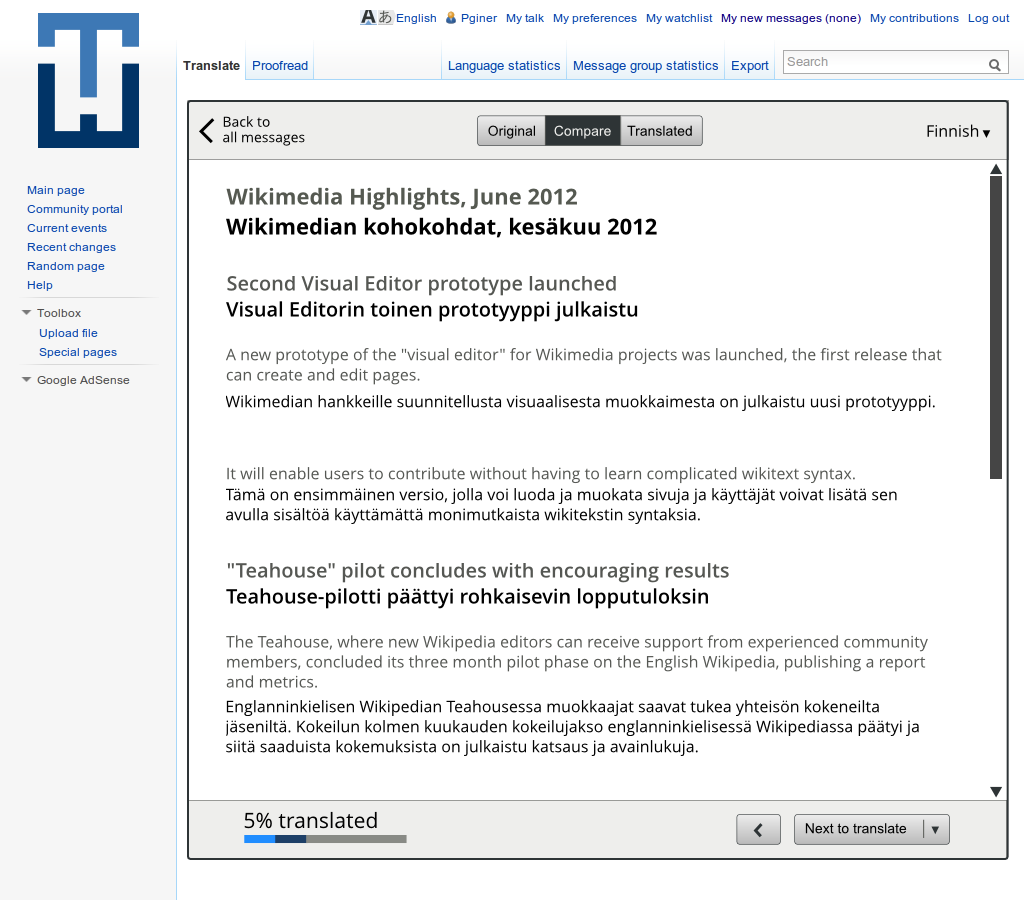 English Pginer My talk My preferences My watchlist My new messages (none) My contributions Log out
Translate Proofread Language statistics Message group statistics Export Search
Main page
Community portal
Current events
Recent changes
Random page
Help
Toolbox
Upload file
Special pages
Google AdSense
Back to
all messages
Original Compare Translated
Finnish
Wikimedia Highlights, June 2012
Wikimedian kohokohdat, kesäkuu 2012
Second Visual Editor prototype launched
Visual Editorin toinen prototyyppi julkaistu
A new prototype of the "visual editor" for Wikimedia projects was launched, the first release that
can create and edit pages.
Wikimedian hankkeille suunnitellusta visuaalisesta muokkaimesta on julkaistu uusi prototyyppi.
It will enable users to contribute without having to learn complicated wikitext syntax.
Tämä on ensimmäinen versio, jolla voi luoda ja muokata sivuja ja käyttäjät voivat lisätä sen
avulla sisältöä käyttämättä monimutkaista wikitekstin syntaksia.
"Teahouse" pilot concludes with encouraging results
Teahouse-pilotti päättyi rohkaisevin lopputuloksin
The Teahouse, where new Wikipedia editors can receive support from experienced community
members, concluded its three month pilot phase on the English Wikipedia, publishing a report
and metrics.
Englanninkielisen Wikipedian Teahousessa muokkaajat saavat tukea yhteisön kokeneilta
jäseniltä. Kokeilun kolmen kuukauden kokeilujakso englanninkielisessä Wikipediassa päätyi ja
siitä saaduista kokemuksista on julkaistu katsaus ja avainlukuja.
5% translated
Next to translate